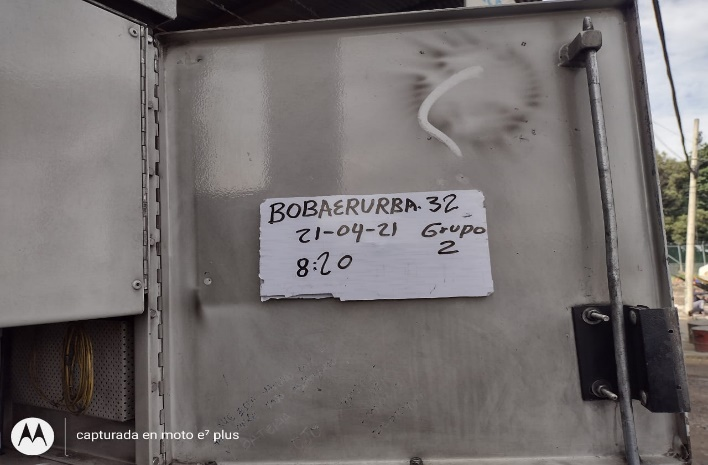 BOBAERURBA. 32
21-04-21 Grupo
2
8:20
capturada en moto e⁷ plus